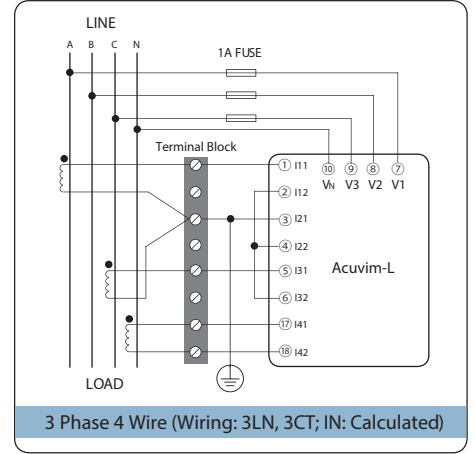 LINE
A B C N
1A FUSE
Terminal Block
① I11
② I12
③ I21
④ I22
⑤ I31
⑥ I32
⑰ I41
⑱ I42
⑩ ⑨ ⑧ ⑦
VN V3 V2 V1
Acuvim-L
LOAD
3 Phase 4 Wire (Wiring: 3LN, 3CT; IN: Calculated)